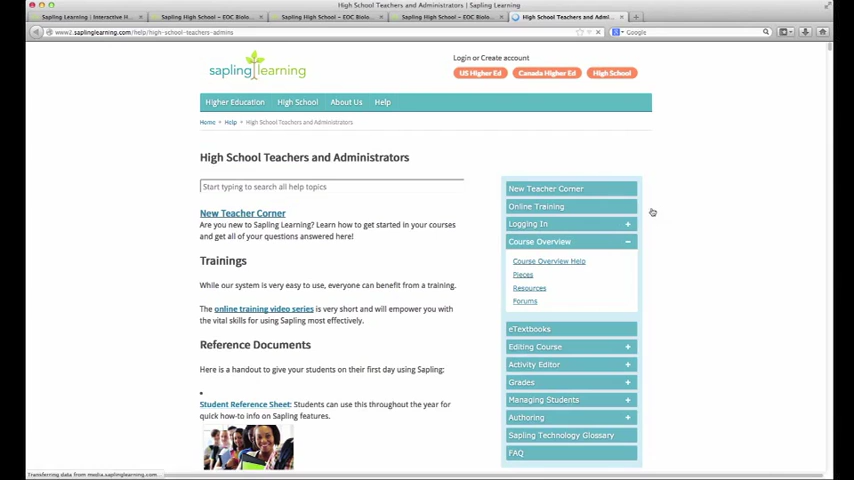 High School Teachers and Administrators | Sapling Learning
Sapling Learning | Interactive H...
Sapling High School – EOC Biolo...
Sapling High School – EOC Biolo...
Sapling High School – EOC Biolo...
High School Teachers and Admini...
www2.saplinglearning.com/help/high-school-teachers-admins
Google
sapling learning
Login or Create account
US Higher Ed
Canada Higher Ed
High School
Higher Education
High School
About Us
Help
Home
Help
High School Teachers and Administrators
High School Teachers and Administrators
Start typing to search all help topics
New Teacher Corner
Are you new to Sapling Learning? Learn how to get started in your courses
and get all of your questions answered here!
Trainings
While our system is very easy to use, everyone can benefit from a training.
The online training video series is very short and will empower you with
the vital skills for using Sapling most effectively.
Reference Documents
Here is a handout to give your students on their first day using Sapling:
Student Reference Sheet: Students can use this throughout the year for
quick how-to info on Sapling features.
New Teacher Corner
Online Training
Logging In +
Course Overview –
Course Overview Help
Pieces
Resources
Forums
eTextbooks
Editing Course +
Activity Editor +
Grades +
Managing Students +
Authoring +
Sapling Technology Glossary
FAQ
Transferring data from media.saplinglearning.com...